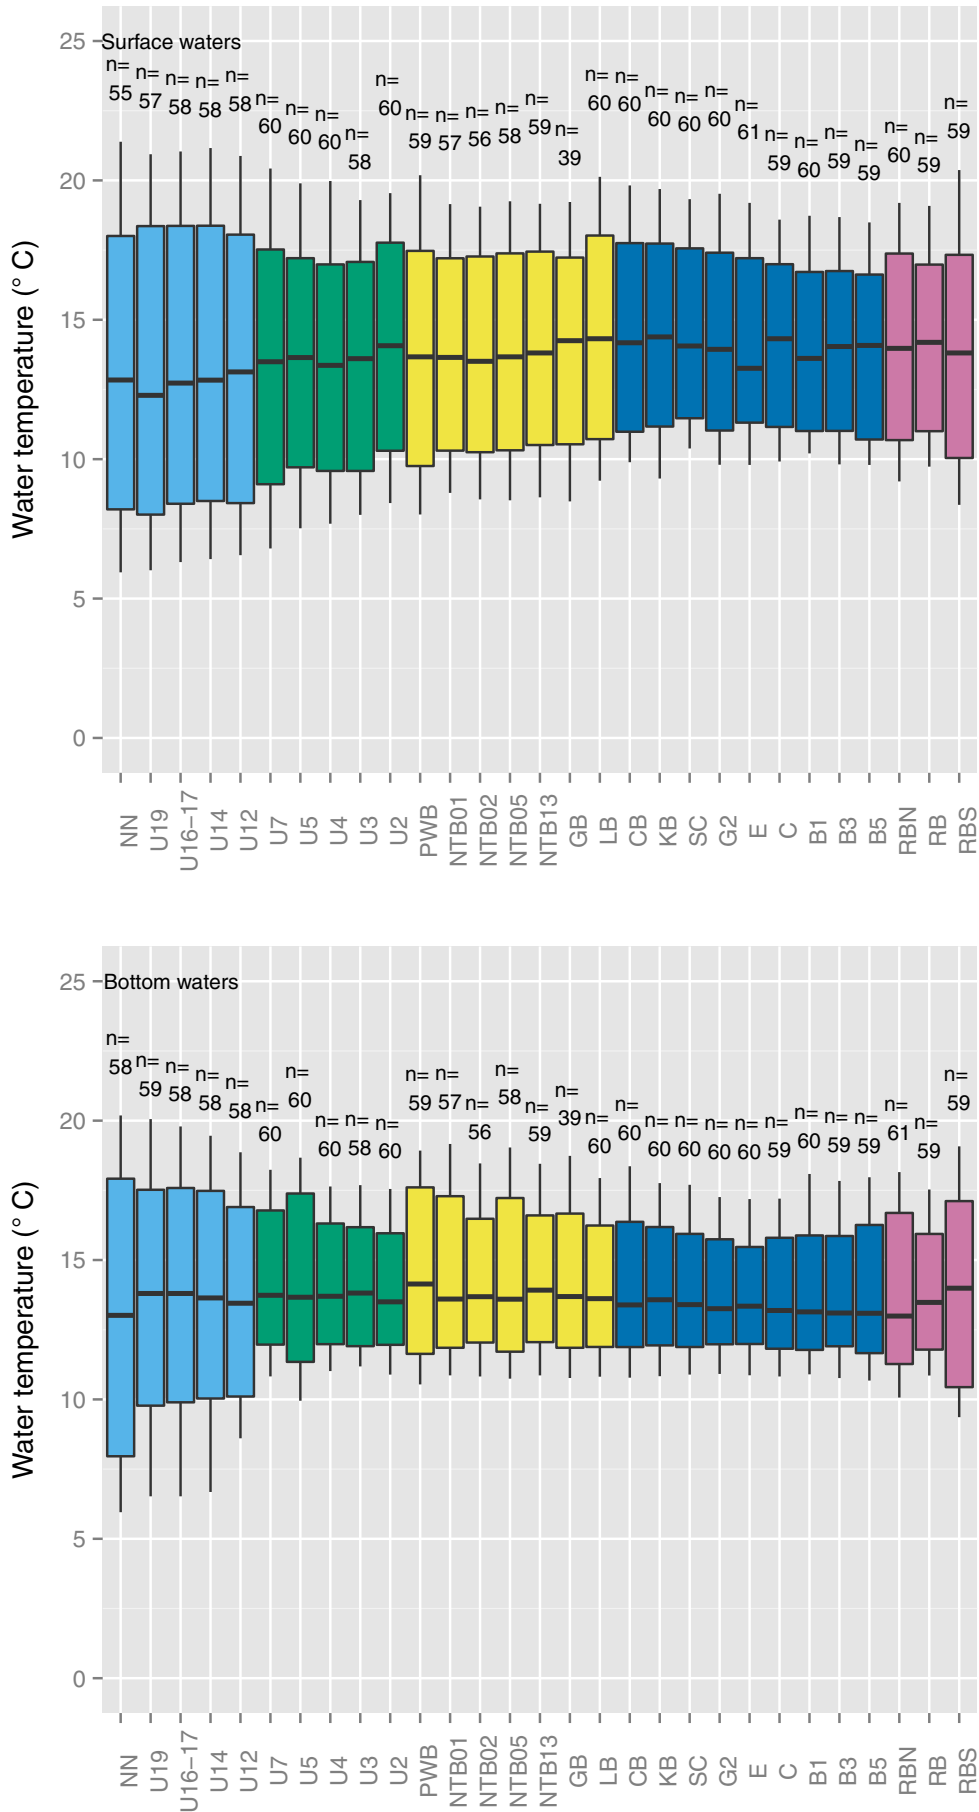 Surface waters
Water temperature (° C)
25
20
15
10
5
0
n= 55
n= 57
n= 58
n= 58
n= 58
n= 60
n= 60
n= 60
n= 58
n= 60
n= 59
n= 57
n= 56
n= 58
n= 59
n= 39
n= 60
n= 60
n= 60
n= 60
n= 60
n= 61
n= 59
n= 60
n= 59
n= 59
n= 60
n= 59
n= 59
NN
U19
U16–17
U14
U12
U7
U5
U4
U3
U2
PWB
NTB01
NTB02
NTB05
NTB13
GB
LB
CB
KB
SC
G2
E
C
B1
B3
B5
RBN
RB
RBS
Bottom waters
Water temperature (° C)
25
20
15
10
5
0
n= 58
n= 59
n= 58
n= 58
n= 58
n= 60
n= 60
n= 60
n= 58
n= 60
n= 59
n= 57
n= 56
n= 58
n= 59
n= 39
n= 60
n= 60
n= 60
n= 60
n= 60
n= 60
n= 59
n= 60
n= 59
n= 59
n= 61
n= 59
n= 59
NN
U19
U16–17
U14
U12
U7
U5
U4
U3
U2
PWB
NTB01
NTB02
NTB05
NTB13
GB
LB
CB
KB
SC
G2
E
C
B1
B3
B5
RBN
RB
RBS